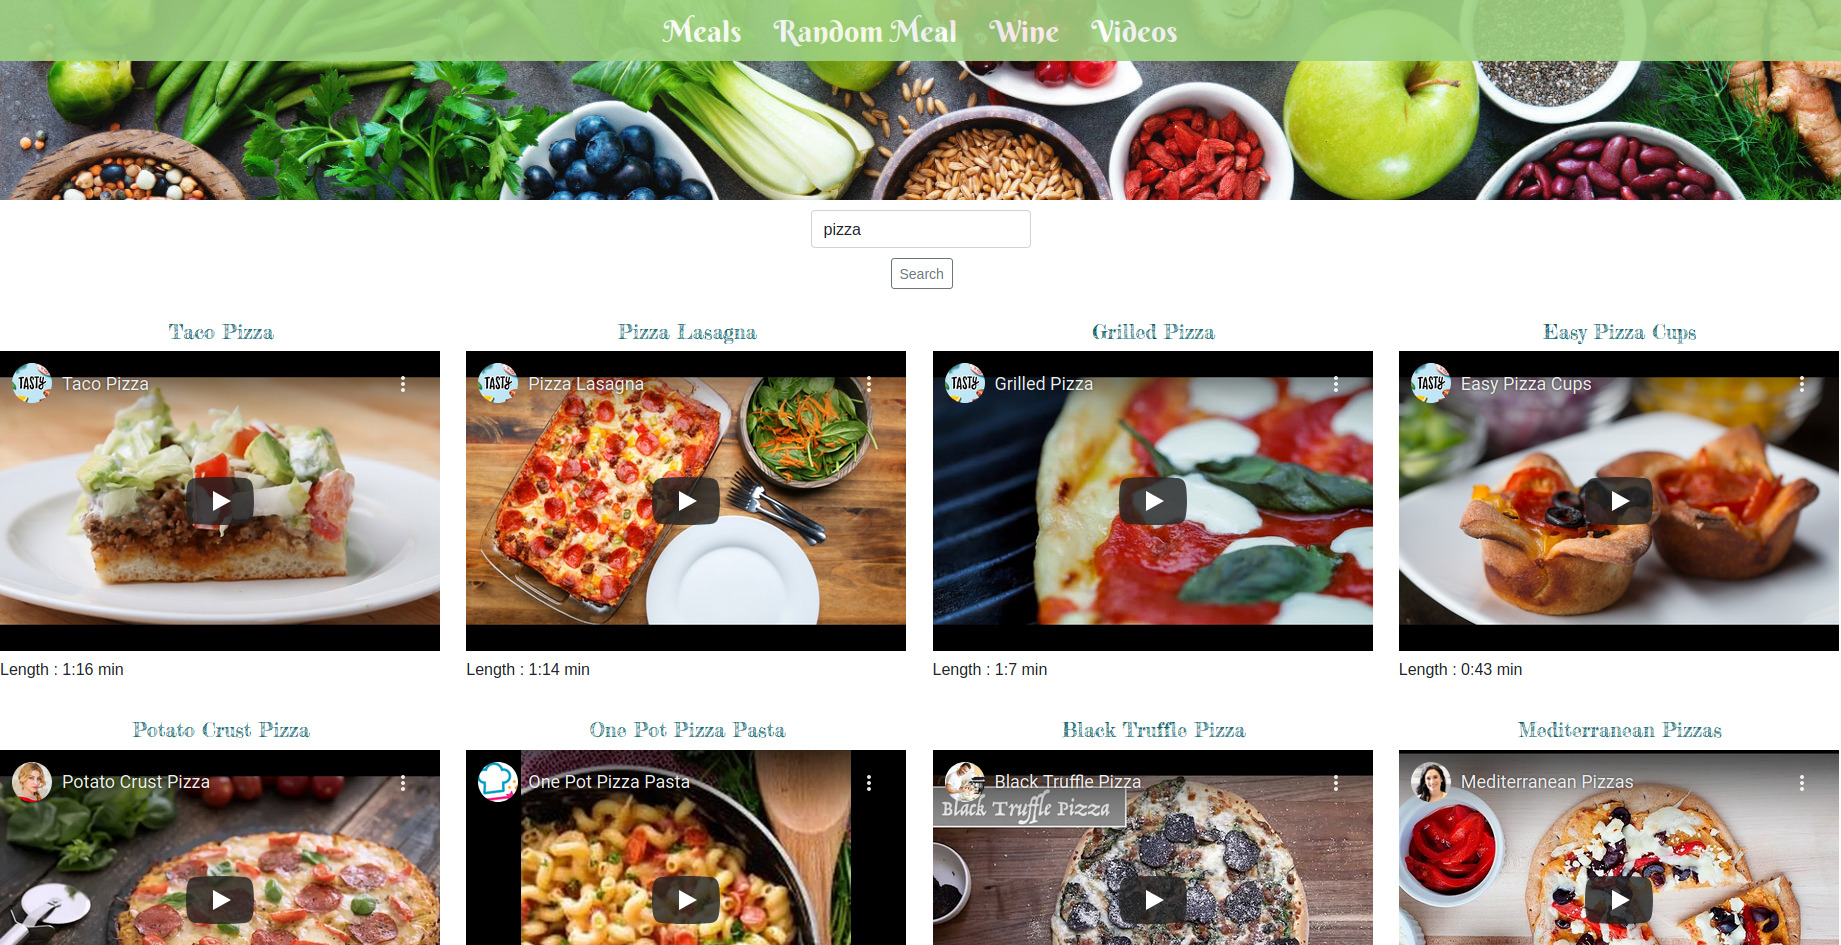 Meals Random Meal Wine Videos
pizza
Search
Taco Pizza
Pizza Lasagna
Grilled Pizza
Easy Pizza Cups
TASTY Taco Pizza
TASTY Pizza Lasagna
TASTY Grilled Pizza
TASTY Easy Pizza Cups
Length : 1:16 min
Length : 1:14 min
Length : 1:7 min
Length : 0:43 min
Potato Crust Pizza
One Pot Pizza Pasta
Black Truffle Pizza
Mediterranean Pizzas
Potato Crust Pizza
One Pot Pizza Pasta
Black Truffle Pizza
Black Truffle Pizza
Mediterranean Pizzas